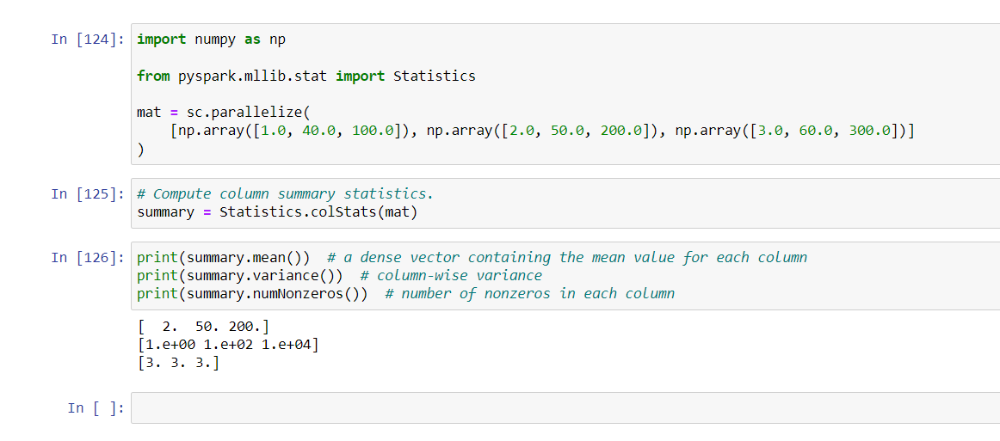 In [124]: import numpy as np
from pyspark.mllib.stat import Statistics
mat = sc.parallelize(
    [np.array([1.0, 40.0, 100.0]), np.array([2.0, 50.0, 200.0]), np.array([3.0, 60.0, 300.0])]
)
In [125]: # Compute column summary statistics.
summary = Statistics.colStats(mat)
In [126]: print(summary.mean())  # a dense vector containing the mean value for each column
print(summary.variance())  # column-wise variance
print(summary.numNonzeros())  # number of nonzeros in each column
[  2.  50. 200.]
[1.e+00 1.e+02 1.e+04]
[3. 3. 3.]
In [ ]: